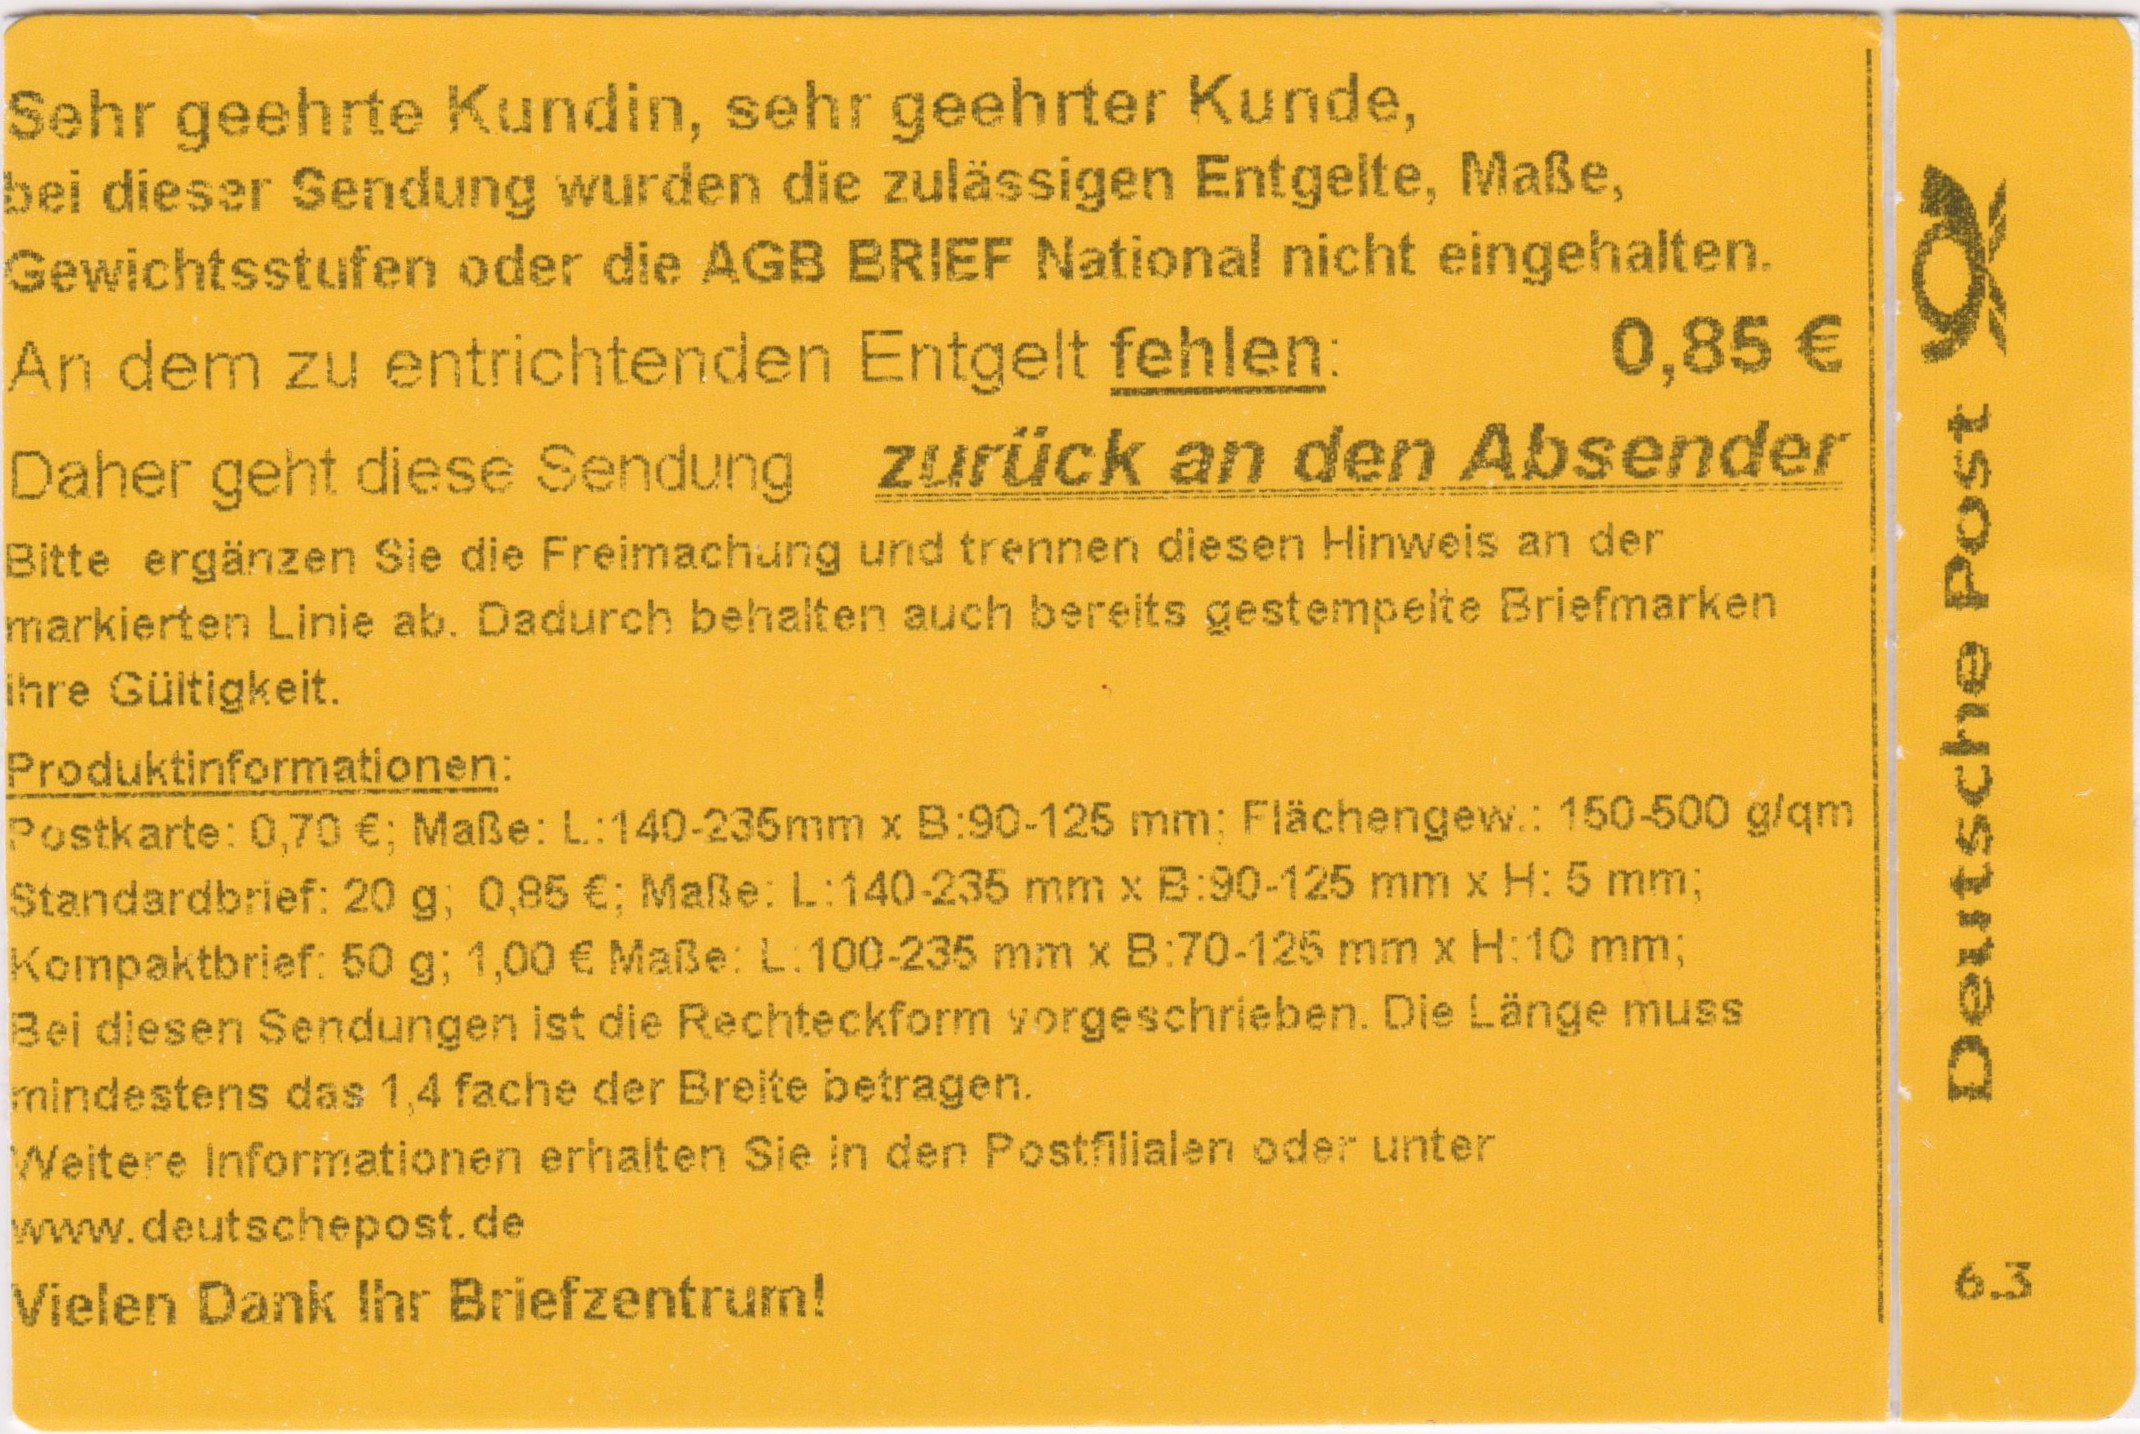 Sehr geehrte Kundin, sehr geehrter Kunde,
bei dieser Sendung wurden die zulässigen Entgelte, Maße,
Gewichtsstufen oder die AGB BRIEF National nicht eingehalten.
An dem zu entrichtenden Entgelt fehlen: 0,85 €
Daher geht diese Sendung zurück an den Absender
Bitte ergänzen Sie die Freimachung und trennen diesen Hinweis an der
markierten Linie ab. Dadurch behalten auch bereits gestempelte Briefmarken
ihre Gültigkeit.
Produktinformationen:
Postkarte: 0,70 €; Maße: L.:140-235mm x B:90-125 mm; Flächengew.: 150-500 g/qm
Standardbrief: 20 g; 0,85 €; Maße: L:140-235 mm x B:90-125 mm x H: 5 mm;
Kompaktbrief: 50 g; 1,00 € Maße: L:100-235 mm x B:70-125 mm x H:10 mm;
Bei diesen Sendungen ist die Rechteckform vorgeschrieben. Die Länge muss
mindestens das 1,4 fache der Breite betragen.
Weitere Informationen erhalten Sie in den Postfilialen oder unter
www.deutschepost.de
Vielen Dank Ihr Briefzentrum!
Deutsche Post
6.3